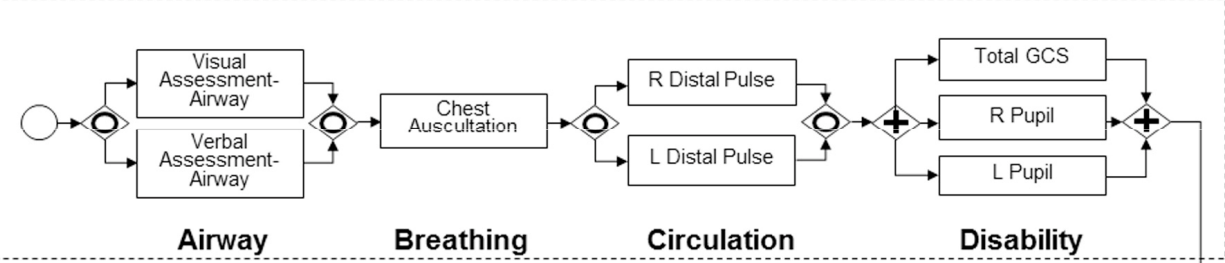 Visual
Assessment-
Airway
Verbal
Assessment-
Airway
Chest
Auscultation
R Distal Pulse
L Distal Pulse
Total GCS
R Pupil
L Pupil
Airway
Breathing
Circulation
Disability